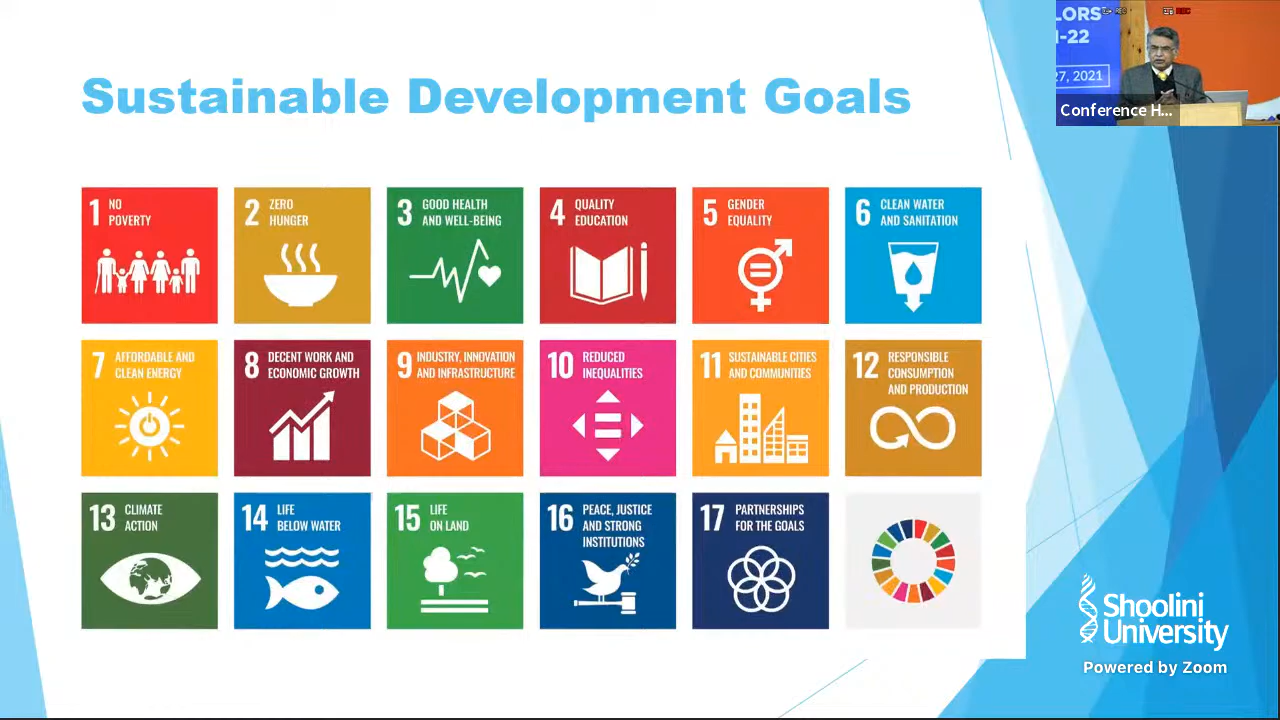 Sustainable Development Goals
LORS
-22
27, 2021
REC
Conference H...
1 NO
POVERTY
2 ZERO
HUNGER
3 GOOD HEALTH
AND WELL-BEING
4 QUALITY
EDUCATION
5 GENDER
EQUALITY
6 CLEAN WATER
AND SANITATION
7 AFFORDABLE AND
CLEAN ENERGY
8 DECENT WORK AND
ECONOMIC GROWTH
9 INDUSTRY, INNOVATION
AND INFRASTRUCTURE
10 REDUCED
INEQUALITIES
11 SUSTAINABLE CITIES
AND COMMUNITIES
12 RESPONSIBLE
CONSUMPTION
AND PRODUCTION
13 CLIMATE
ACTION
14 LIFE
BELOW WATER
15 LIFE
ON LAND
16 PEACE, JUSTICE
AND STRONG
INSTITUTIONS
17 PARTNERSHIPS
FOR THE GOALS
Shoolini
University
Powered by Zoom